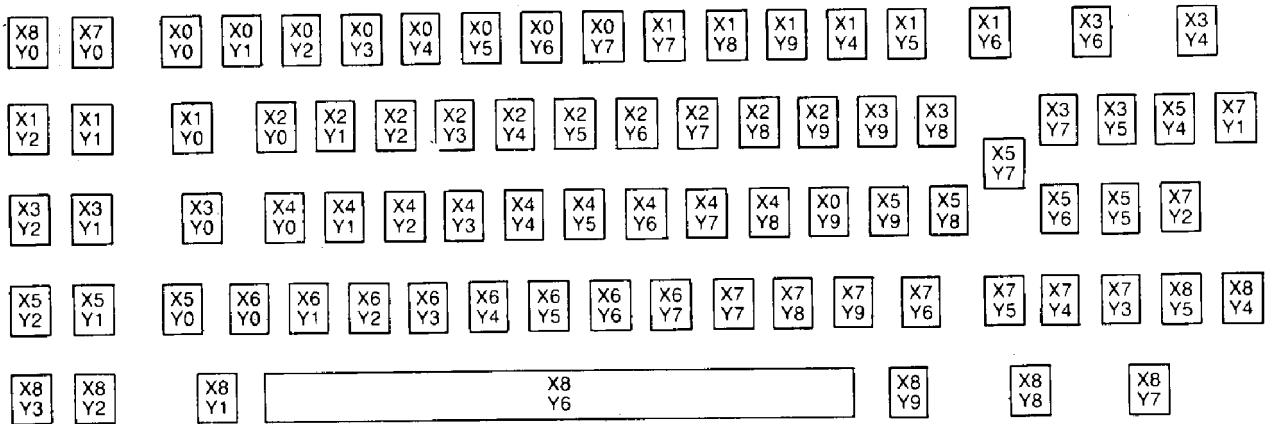 X8 X7 X0 X0 X0 X0 X0 X0 X0 X0 X1 X1 X1 X1 X1 X1 X3 X3
Y0 Y0 Y0 Y1 Y2 Y3 Y4 Y5 Y6 Y7 Y7 Y8 Y9 Y4 Y5 Y6 Y6 Y4
X1 X1 X1 X2 X2 X2 X2 X2 X2 X2 X2 X2 X2 X3 X3 X3 X3 X5 X7
Y2 Y1 Y0 Y0 Y1 Y2 Y3 Y4 Y5 Y6 Y7 Y8 Y9 Y9 Y8 Y7 Y5 Y4 Y1
X5
Y7
X3 X3 X3 X4 X4 X4 X4 X4 X4 X4 X4 X4 X0 X5 X5 X5 X5 X7
Y2 Y1 Y0 Y0 Y1 Y2 Y3 Y4 Y5 Y6 Y7 Y8 Y9 Y9 Y8 Y6 Y5 Y2
X5 X5 X5 X6 X6 X6 X6 X6 X6 X6 X6 X7 X7 X7 X7 X7 X7 X7 X8 X8
Y2 Y1 Y0 Y0 Y1 Y2 Y3 Y4 Y5 Y6 Y7 Y7 Y8 Y9 Y6 Y5 Y4 Y3 Y5 Y4
X8 X8 X8 X8 X8 X8 X8
Y3 Y2 Y1 Y6 Y9 Y8 Y7